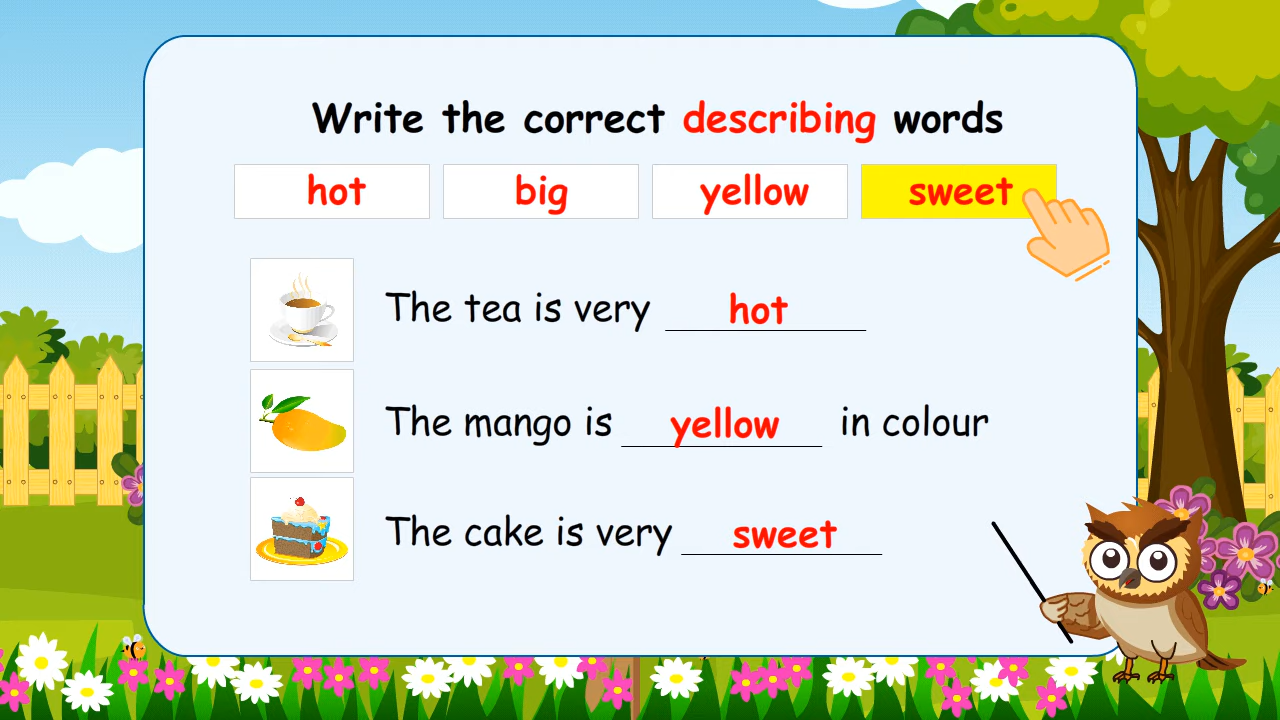 Write the correct describing words
hot big yellow sweet
The tea is very hot
The mango is yellow in colour
The cake is very sweet